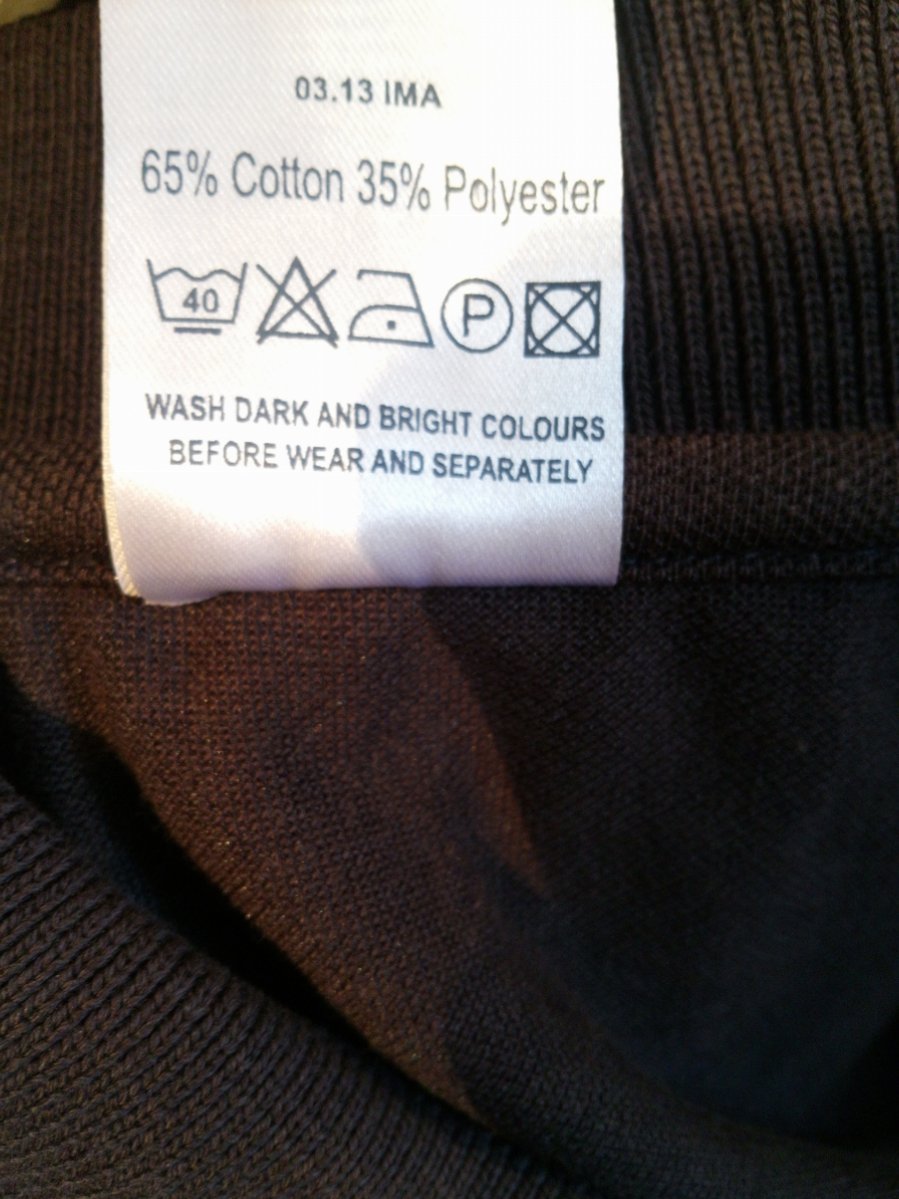 03.13 IMA
65% Cotton 35% Polyester
40 P
WASH DARK AND BRIGHT COLOURS
BEFORE WEAR AND SEPARATELY